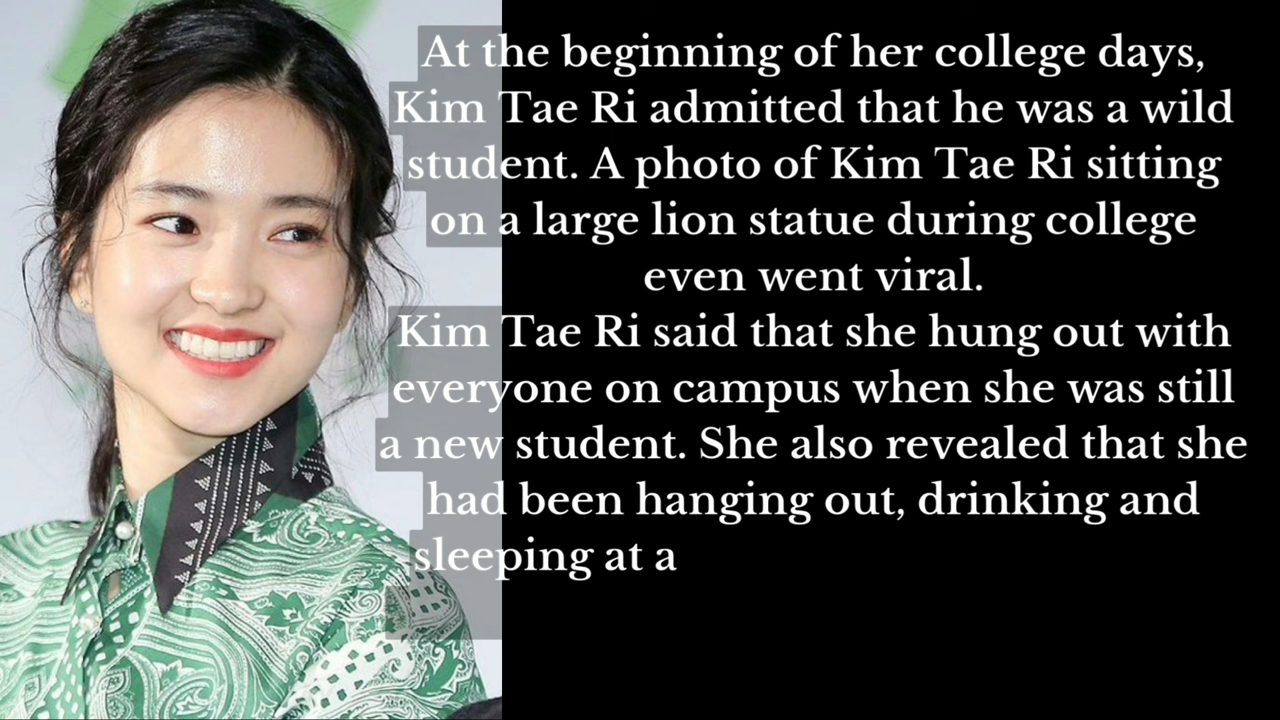 At the beginning of her college days,
Kim Tae Ri admitted that he was a wild
student. A photo of Kim Tae Ri sitting
on a large lion statue during college
even went viral.
Kim Tae Ri said that she hung out with
everyone on campus when she was still
a new student. She also revealed that she
had been hanging out, drinking and
sleeping at a